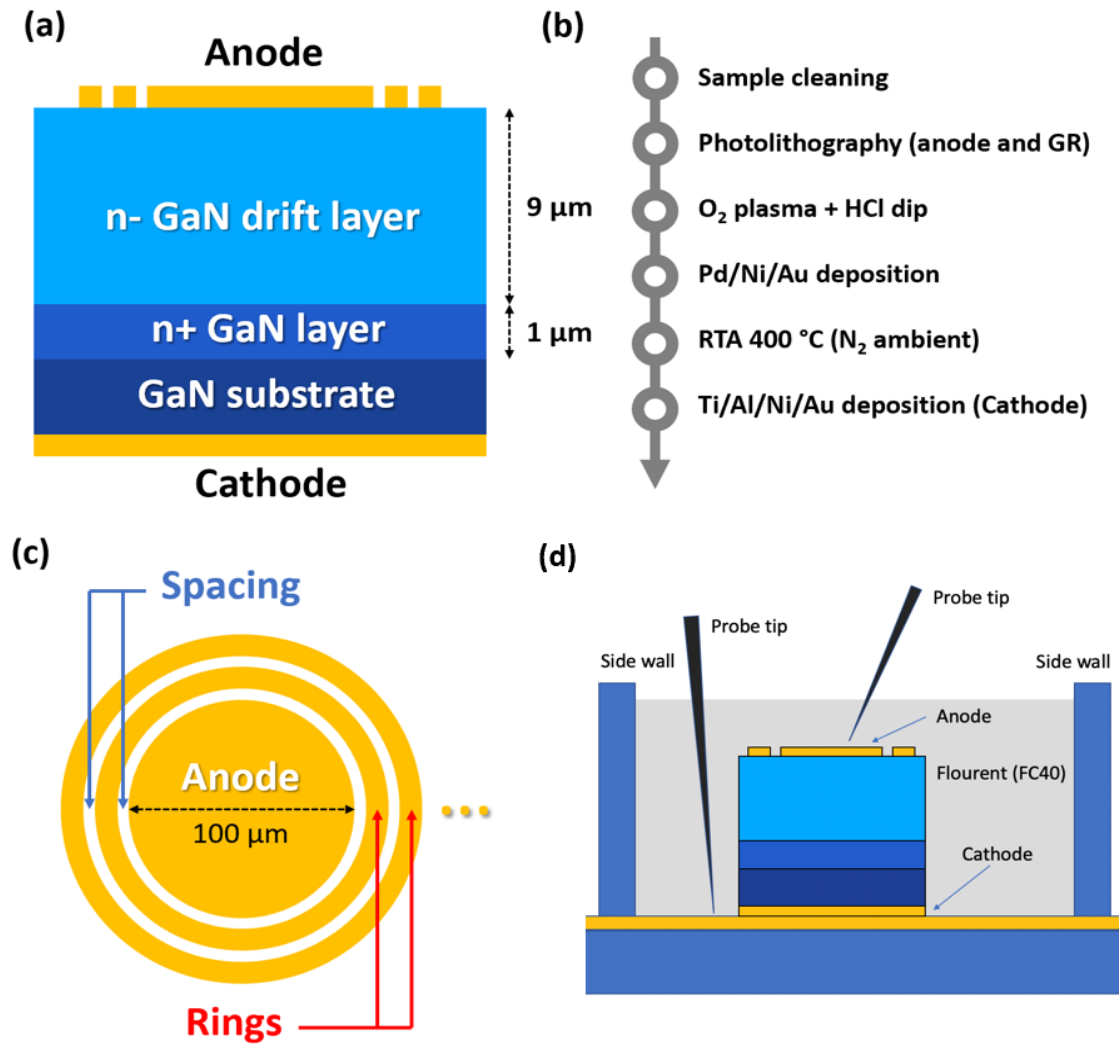 (a)
Anode
n- GaN drift layer
9 µm
n+ GaN layer
1 µm
GaN substrate
Cathode
(b)
Sample cleaning
Photolithography (anode and GR)
O₂ plasma + HCl dip
Pd/Ni/Au deposition
RTA 400 °C (N₂ ambient)
Ti/Al/Ni/Au deposition (Cathode)
(c)
Spacing
Anode
100 µm
Rings
(d)
Probe tip
Probe tip
Side wall
Side wall
Anode
Flourent (FC40)
Cathode